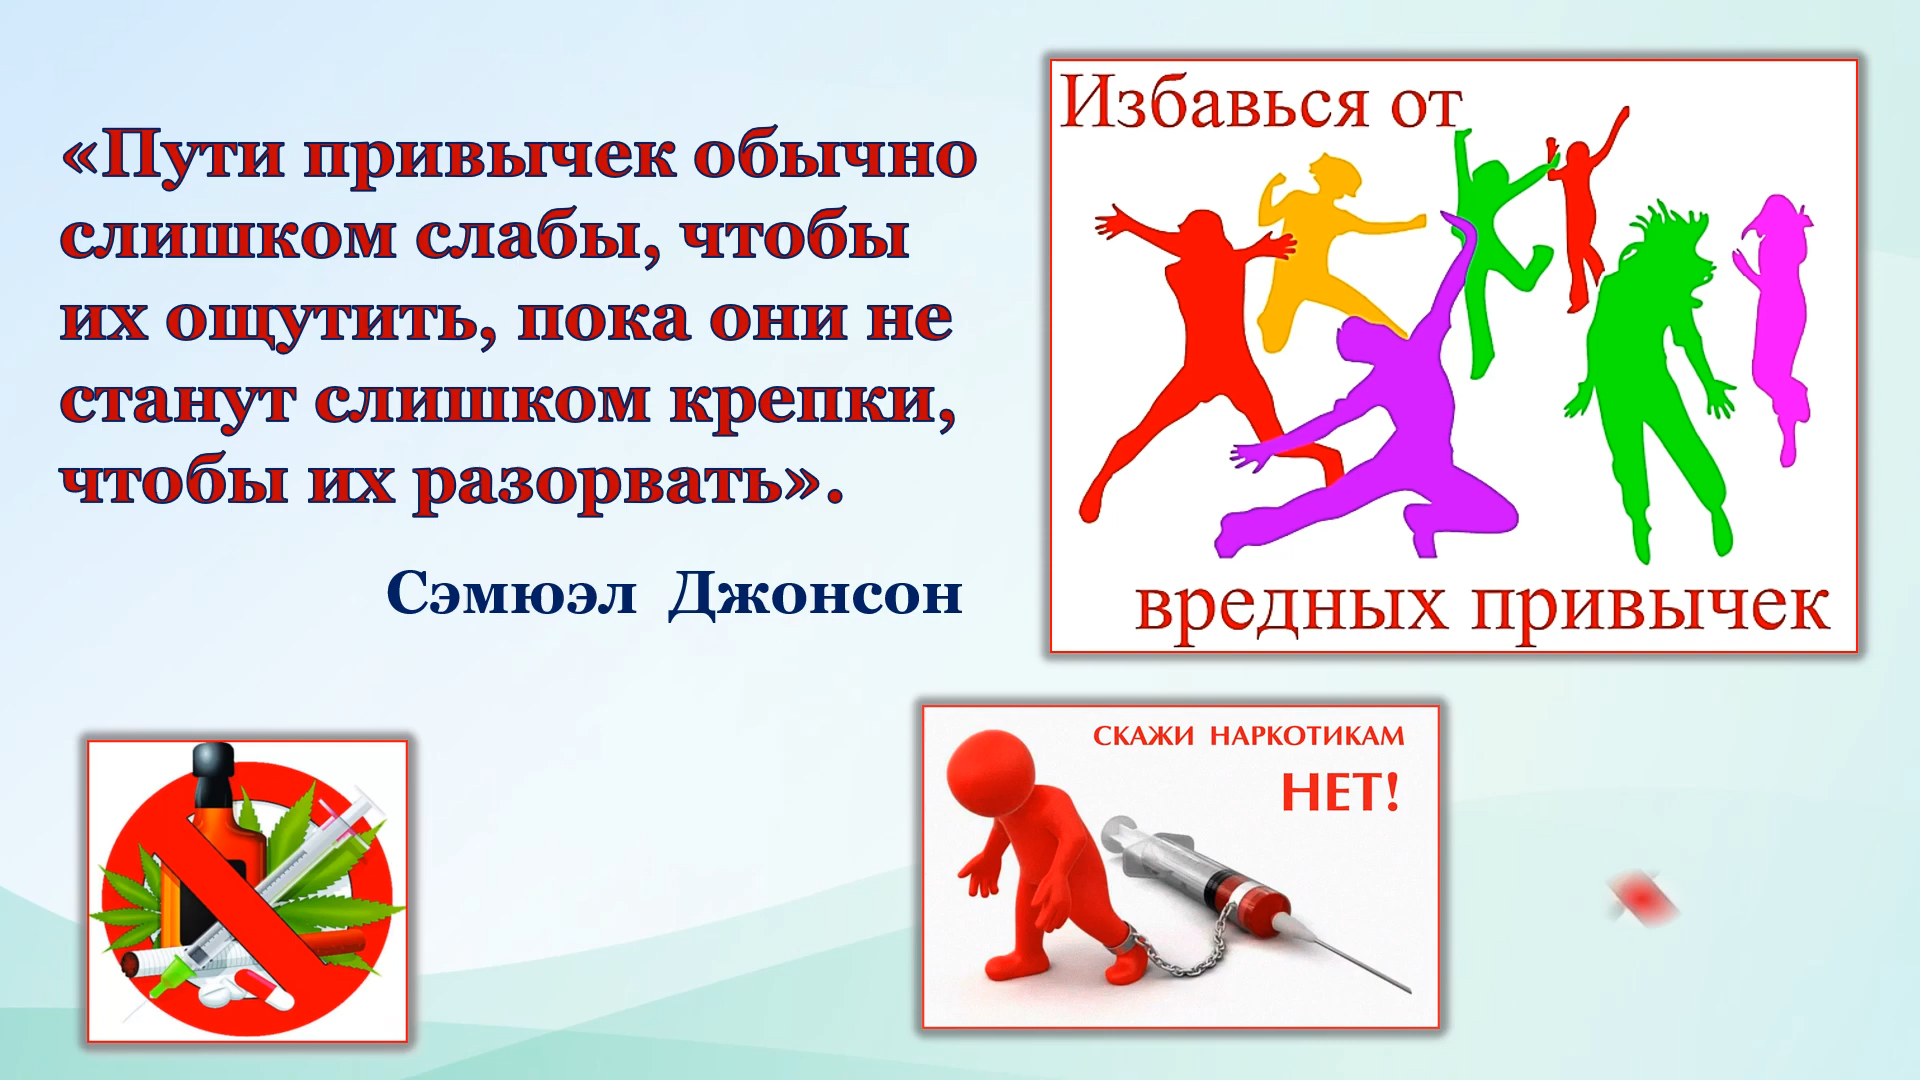 «Пути привычек обычно
слишком слабы, чтобы
их ощутить, пока они не
станут слишком крепки,
чтобы их разорвать».
Сэмюэл Джонсон
Избавься от
вредных привычек
СКАЖИ НАРКОТИКАМ
НЕТ!